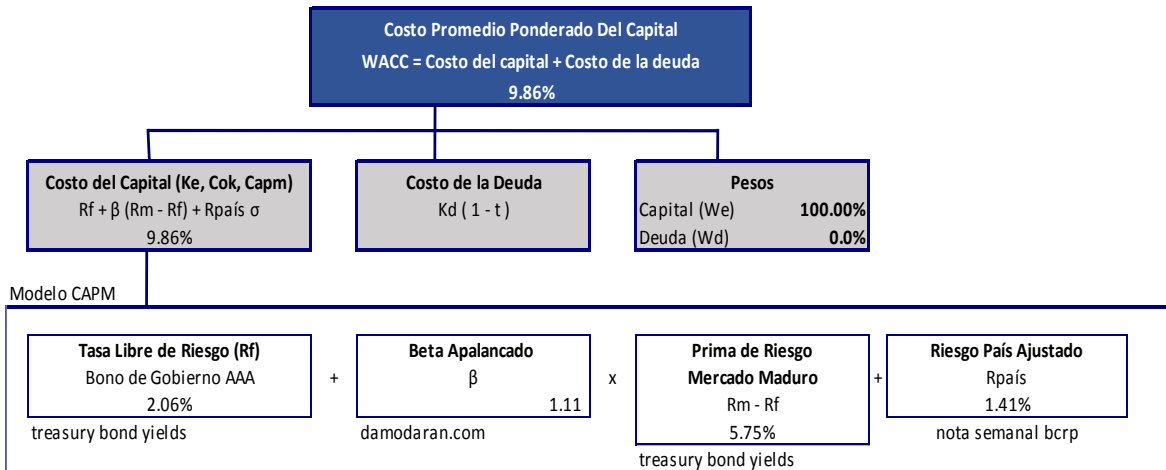 Costo Promedio Ponderado Del Capital
WACC = Costo del capital + Costo de la deuda
9.86%
Costo del Capital (Ke, Cok, Capm)
Rf + β (Rm - Rf) + Rpaís σ
9.86%
Costo de la Deuda
Kd ( 1 - t )
Pesos
Capital (We) 100.00%
Deuda (Wd) 0.0%
Modelo CAPM
Tasa Libre de Riesgo (Rf)
Bono de Gobierno AAA
2.06%
treasury bond yields
+
Beta Apalancado
β
1.11
damodaran.com
x
Prima de Riesgo
Mercado Maduro
Rm - Rf
5.75%
treasury bond yields
+
Riesgo País Ajustado
Rpaís
1.41%
nota semanal bcrp